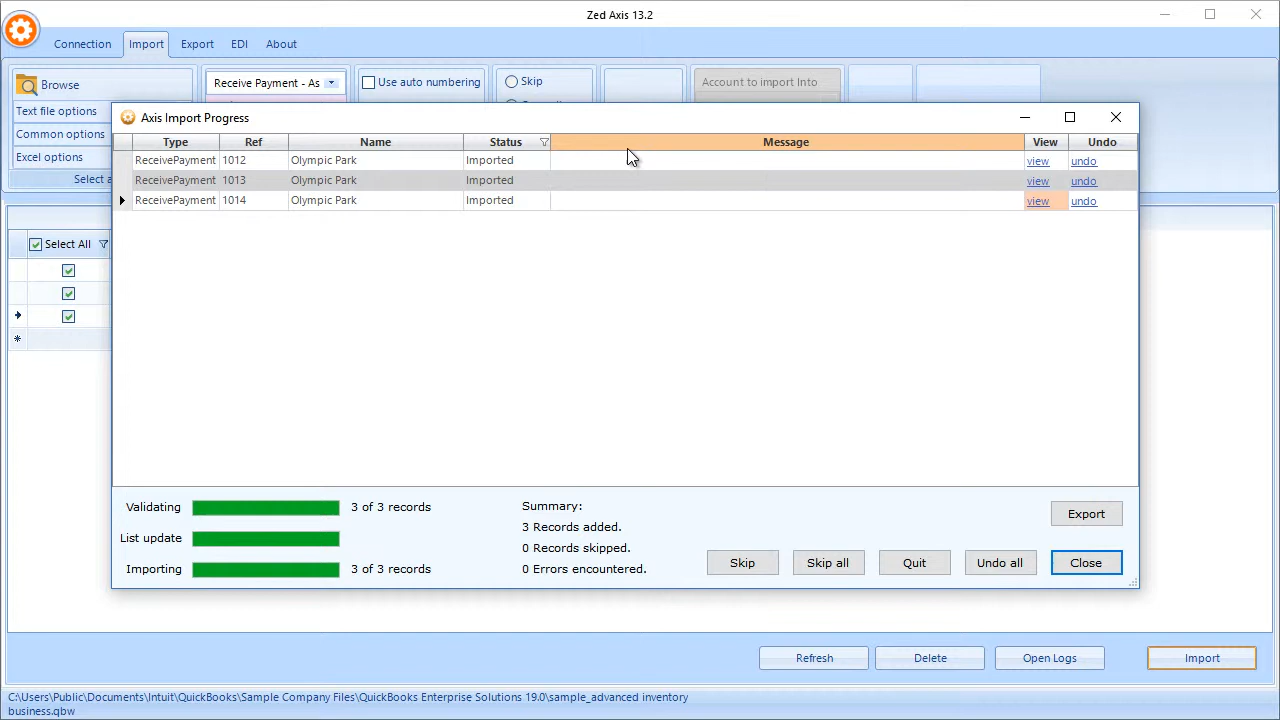 Zed Axis 13.2
Connection Import Export EDI About
Browse
Text file options
Common options
Excel options
Receive Payment - As
Use auto numbering
Skip
Account to import Into
Select a
Axis Import Progress
Type Ref Name Status Message View Undo
ReceivePayment 1012 Olympic Park Imported view undo
ReceivePayment 1013 Olympic Park Imported view undo
ReceivePayment 1014 Olympic Park Imported view undo
Select All
Validating 3 of 3 records
List update
Importing 3 of 3 records
Summary:
3 Records added.
0 Records skipped.
0 Errors encountered.
Export
Skip Skip all Quit Undo all Close
Refresh Delete Open Logs Import
C:\Users\Public\Documents\Intuit\QuickBooks\Sample Company Files\QuickBooks Enterprise Solutions 19.0\sample_advanced inventory
business.qbw